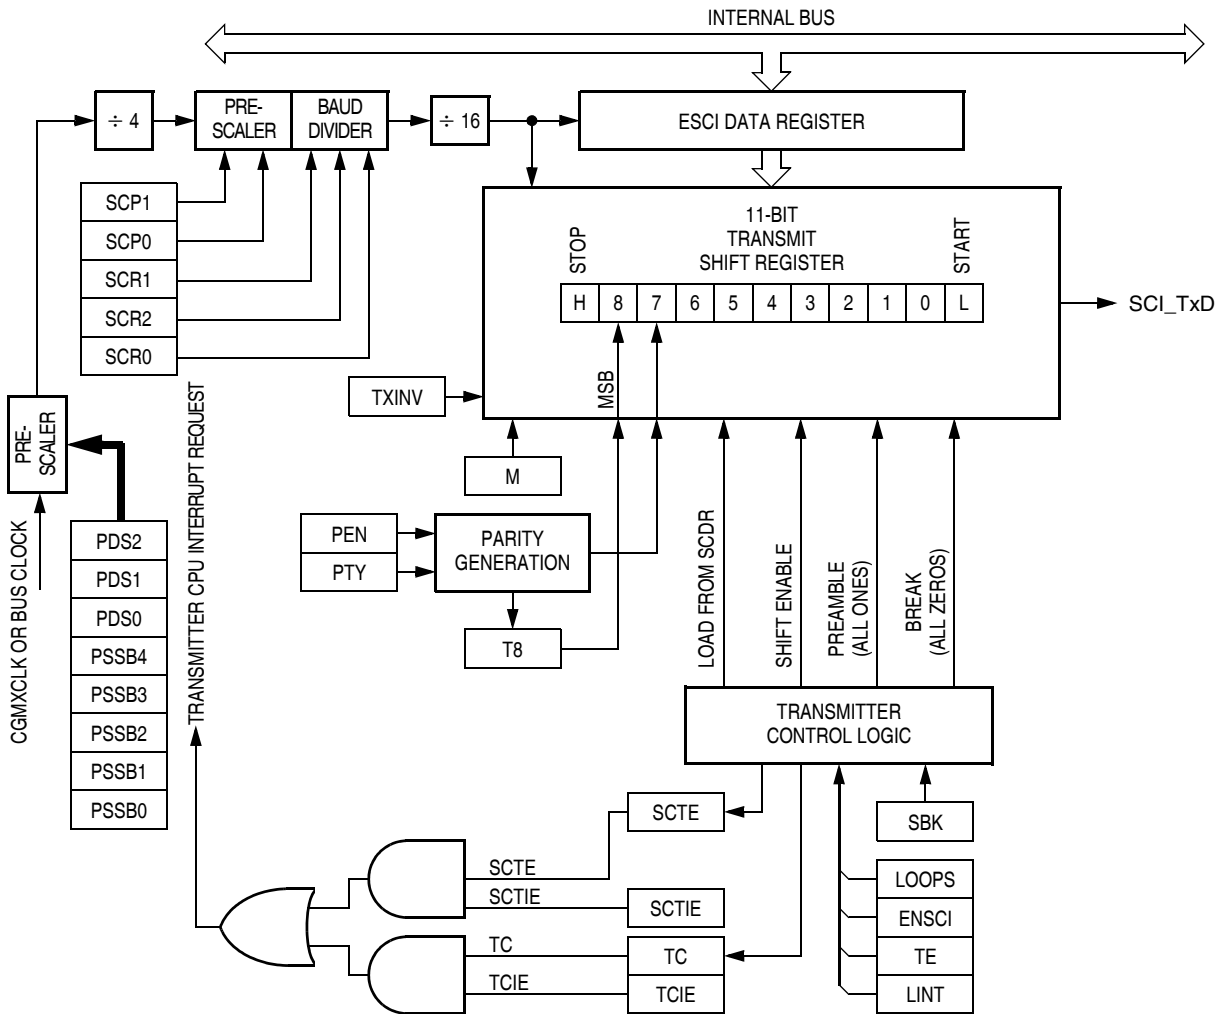 INTERNAL BUS
÷ 4
PRE-
SCALER
BAUD
DIVIDER
÷ 16
ESCI DATA REGISTER
SCP1
SCP0
SCR1
SCR2
SCR0
11-BIT
TRANSMIT
SHIFT REGISTER
STOP
START
H 8 7 6 5 4 3 2 1 0 L
SCI_TxD
TXINV
MSB
M
PRE-
SCALER
CGMXCLK OR BUS CLOCK
TRANSMITTER CPU INTERRUPT REQUEST
PDS2
PDS1
PDS0
PSSB4
PSSB3
PSSB2
PSSB1
PSSB0
PEN
PTY
PARITY
GENERATION
T8
LOAD FROM SCDR
SHIFT ENABLE
PREAMBLE
(ALL ONES)
BREAK
(ALL ZEROS)
TRANSMITTER
CONTROL LOGIC
SCTE
SBK
SCTE
SCTIE
SCTIE
TC
TC
TCIE
TCIE
LOOPS
ENSCI
TE
LINT